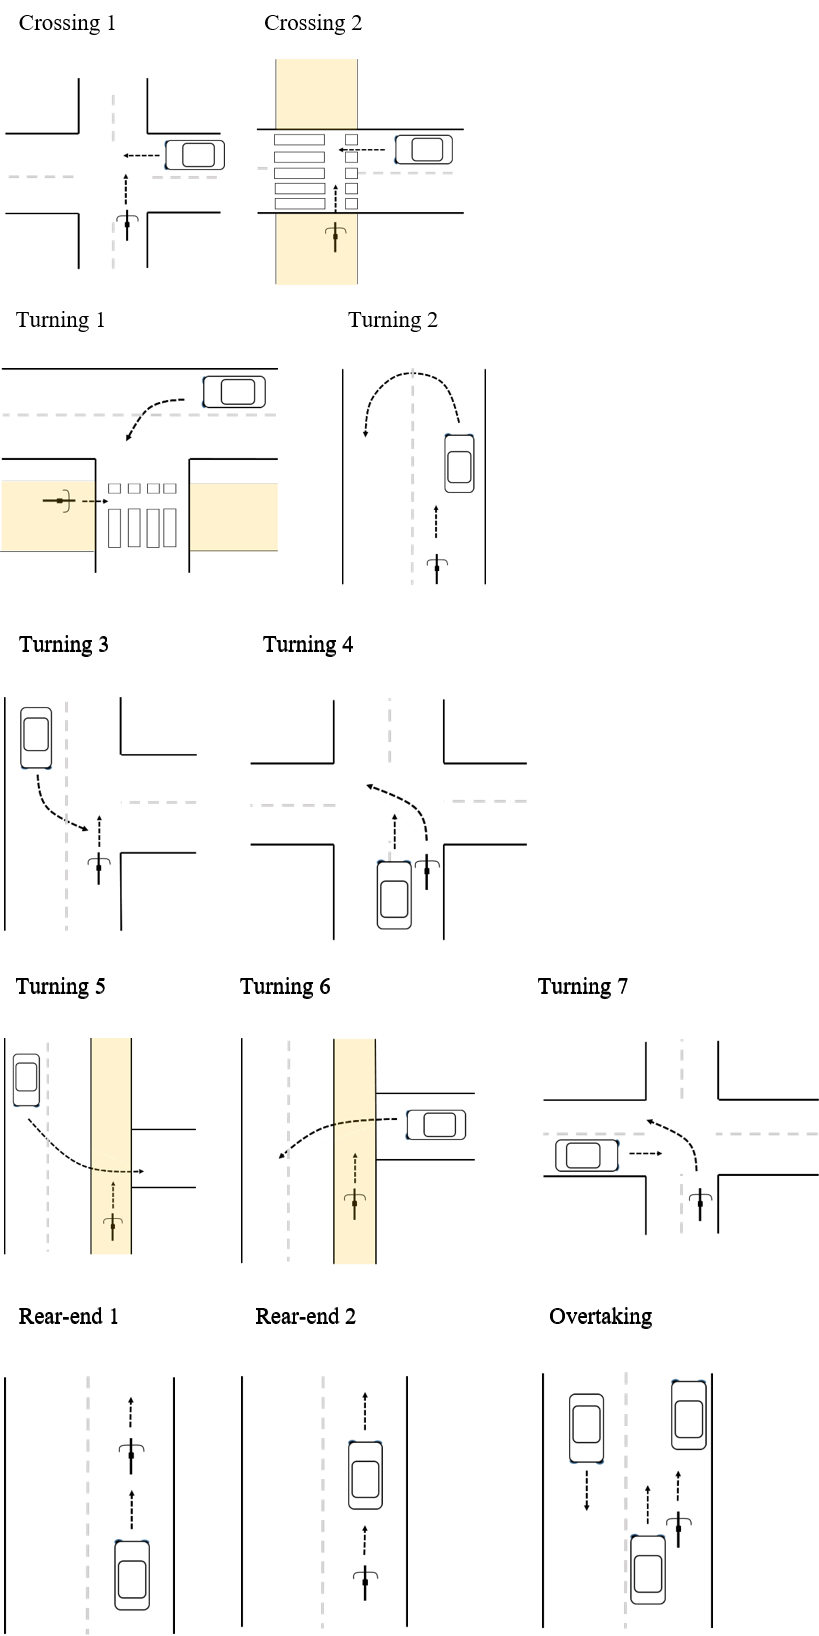 Crossing 1
Crossing 2
Turning 1
Turning 2
Turning 3
Turning 4
Turning 5
Turning 6
Turning 7
Rear-end 1
Rear-end 2
Overtaking